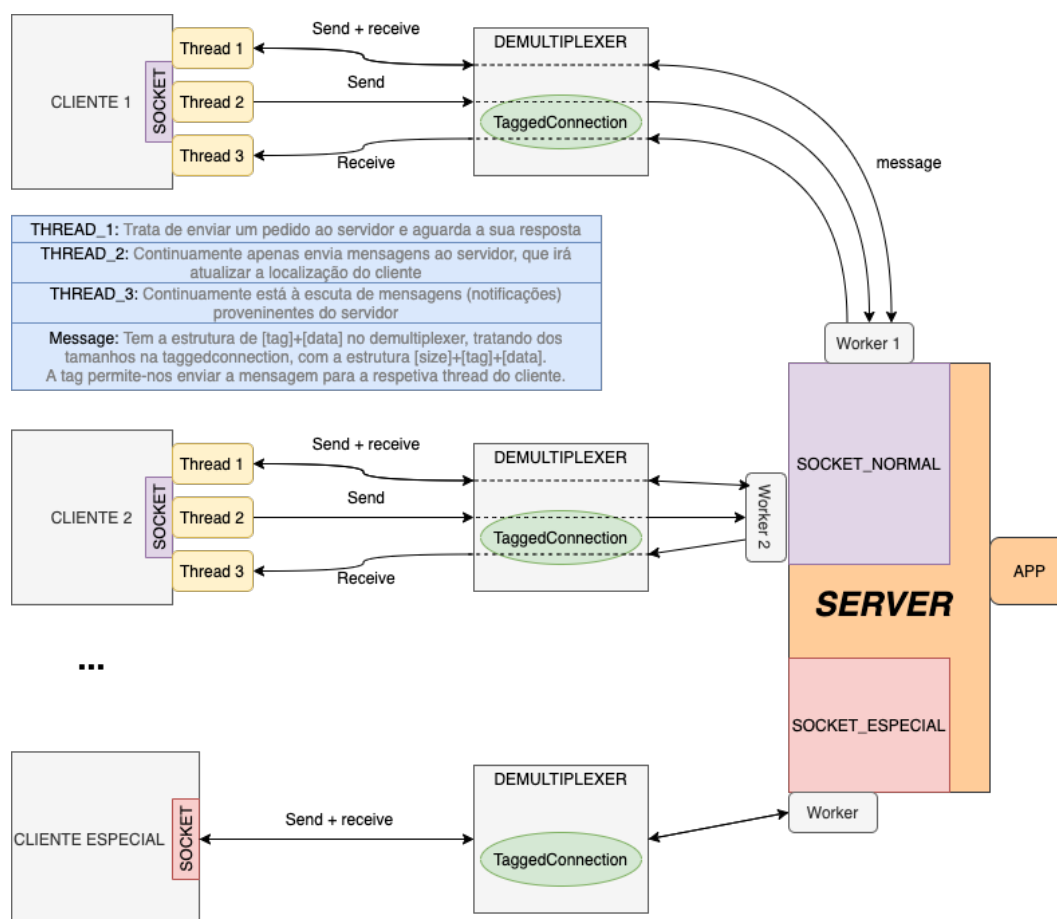 Send + receive
DEMULTIPLEXER
Thread 1
SOCKET
CLIENTE 1
Send
Thread 2
TaggedConnection
Thread 3
Receive
message
THREAD_1: Trata de enviar um pedido ao servidor e aguarda a sua resposta
THREAD_2: Continuamente apenas envia mensagens ao servidor, que irá
atualizar a localização do cliente
THREAD_3: Continuamente está à escuta de mensagens (notificações)
proveninentes do servidor
Message: Tem a estrutura de [tag]+[data] no demultiplexer, tratando dos
tamanhos na taggedconnection, com a estrutura [size]+[tag]+[data].
A tag permite-nos enviar a mensagem para a respetiva thread do cliente.
Worker 1
Send + receive
DEMULTIPLEXER
Thread 1
SOCKET
CLIENTE 2
Send
Thread 2
TaggedConnection
Thread 3
Receive
Worker 2
SOCKET_NORMAL
APP
SERVER
...
SOCKET_ESPECIAL
DEMULTIPLEXER
Worker
Send + receive
CLIENTE ESPECIAL
SOCKET
TaggedConnection